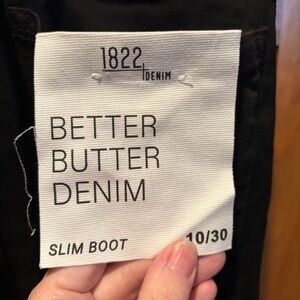 1822
DENIM
BETTER
BUTTER
DENIM
SLIM BOOT 10/30